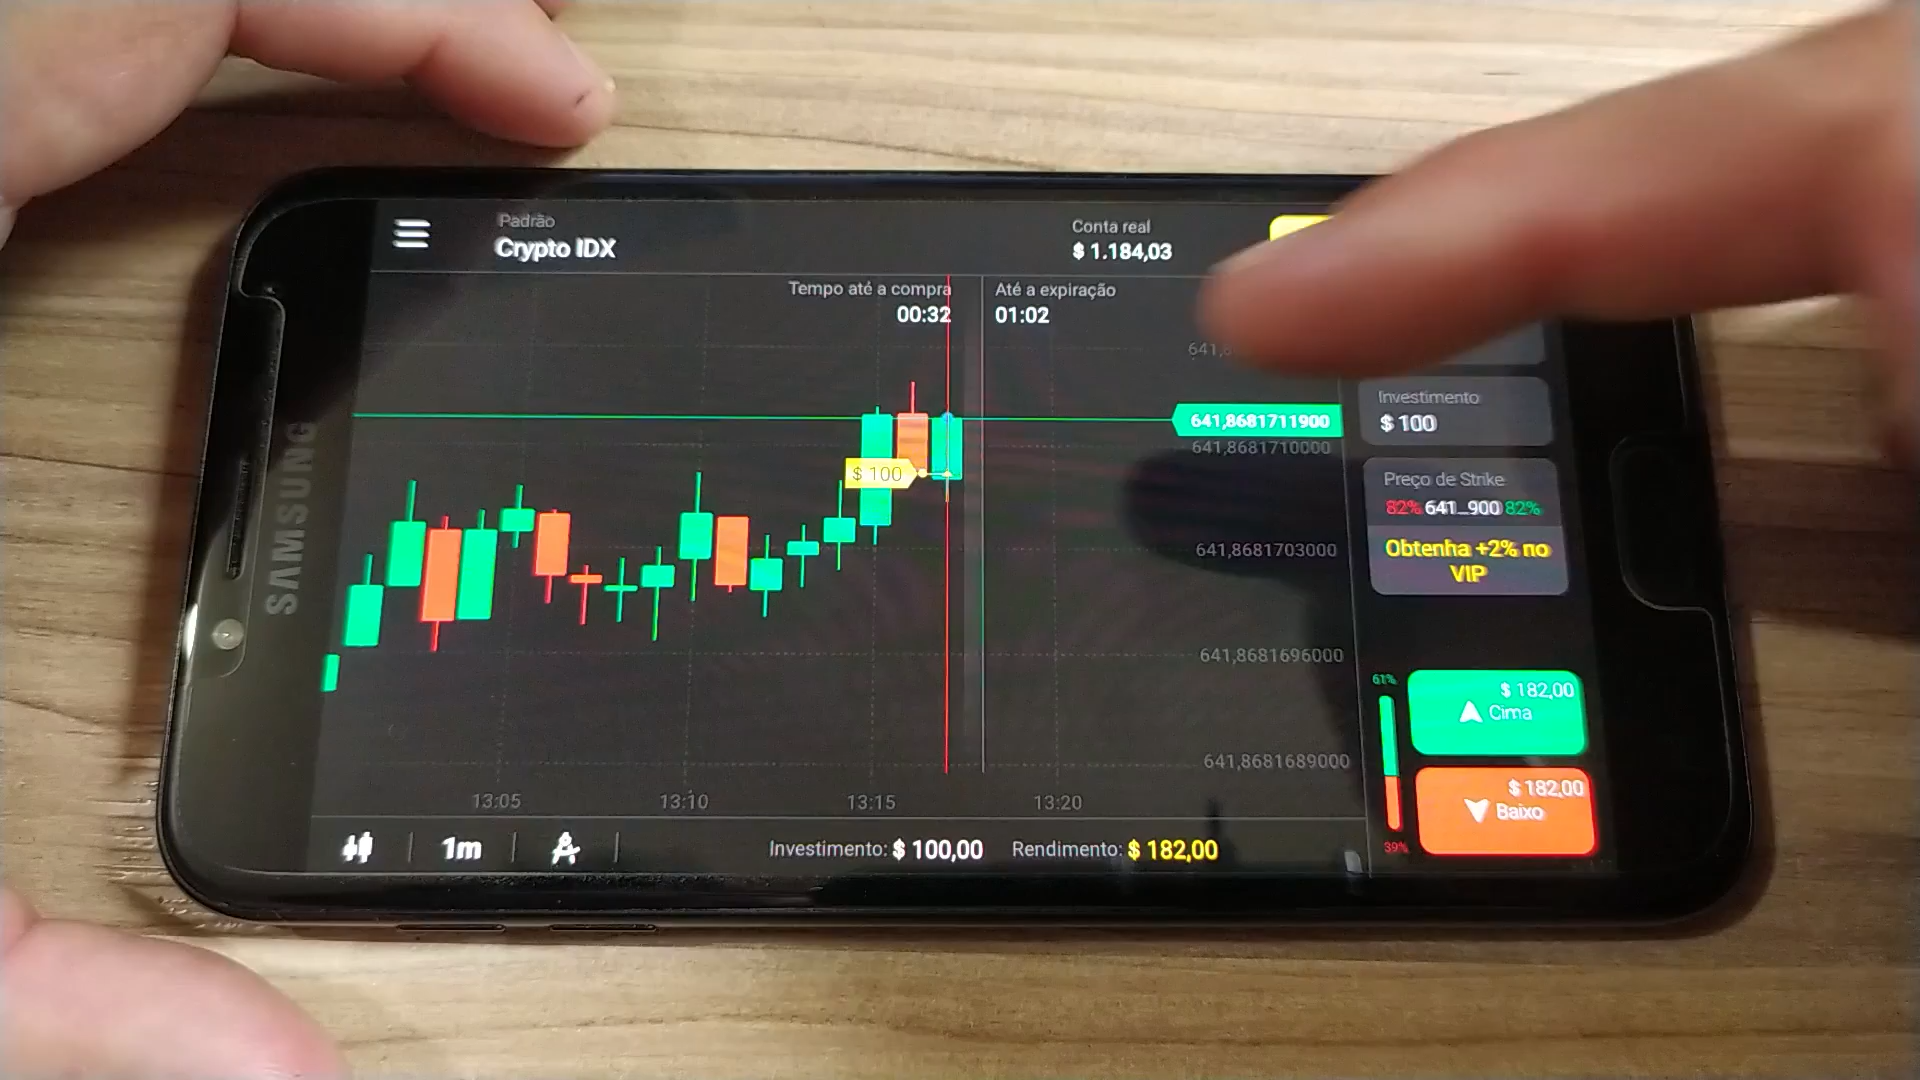 Padrão
Crypto IDX
Conta real
$ 1.184,03
Tempo até a compra
00:32
Até a expiração
01:02
641,8681711900
641,8681710000
641,8681703000
641,8681696000
641,8681689000
$ 100
13:05
13:10
13:15
13:20
1m
Investimento: $ 100,00
Rendimento: $ 182,00
Investimento
$ 100
Preço de Strike
82% 641_900 82%
Obtenha +2% no
VIP
61%
$ 182,00
Cima
$ 182,00
Baixo
39%
SAMSUNG